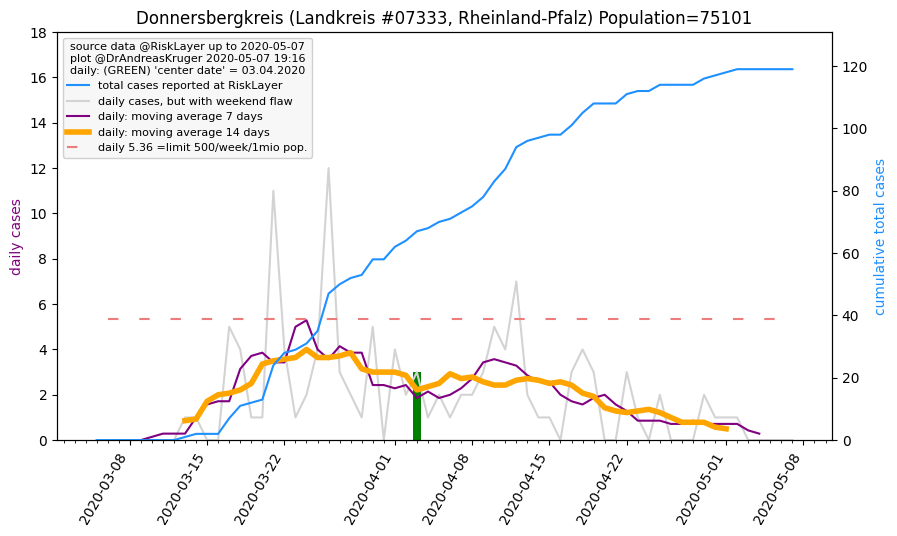 Donnersbergkreis (Landkreis #07333, Rheinland-Pfalz) Population=75101
source data @RiskLayer up to 2020-05-07
plot @DrAndreasKruger 2020-05-07 19:16
daily: (GREEN) 'center date' = 03.04.2020
total cases reported at RiskLayer
daily cases, but with weekend flaw
daily: moving average 7 days
daily: moving average 14 days
daily 5.36 =limit 500/week/1mio pop.
daily cases
18
16
14
12
10
8
6
4
2
0
cumulative total cases
120
100
80
60
40
20
0
2020-03-08
2020-03-15
2020-03-22
2020-04-01
2020-04-08
2020-04-15
2020-04-22
2020-05-01
2020-05-08